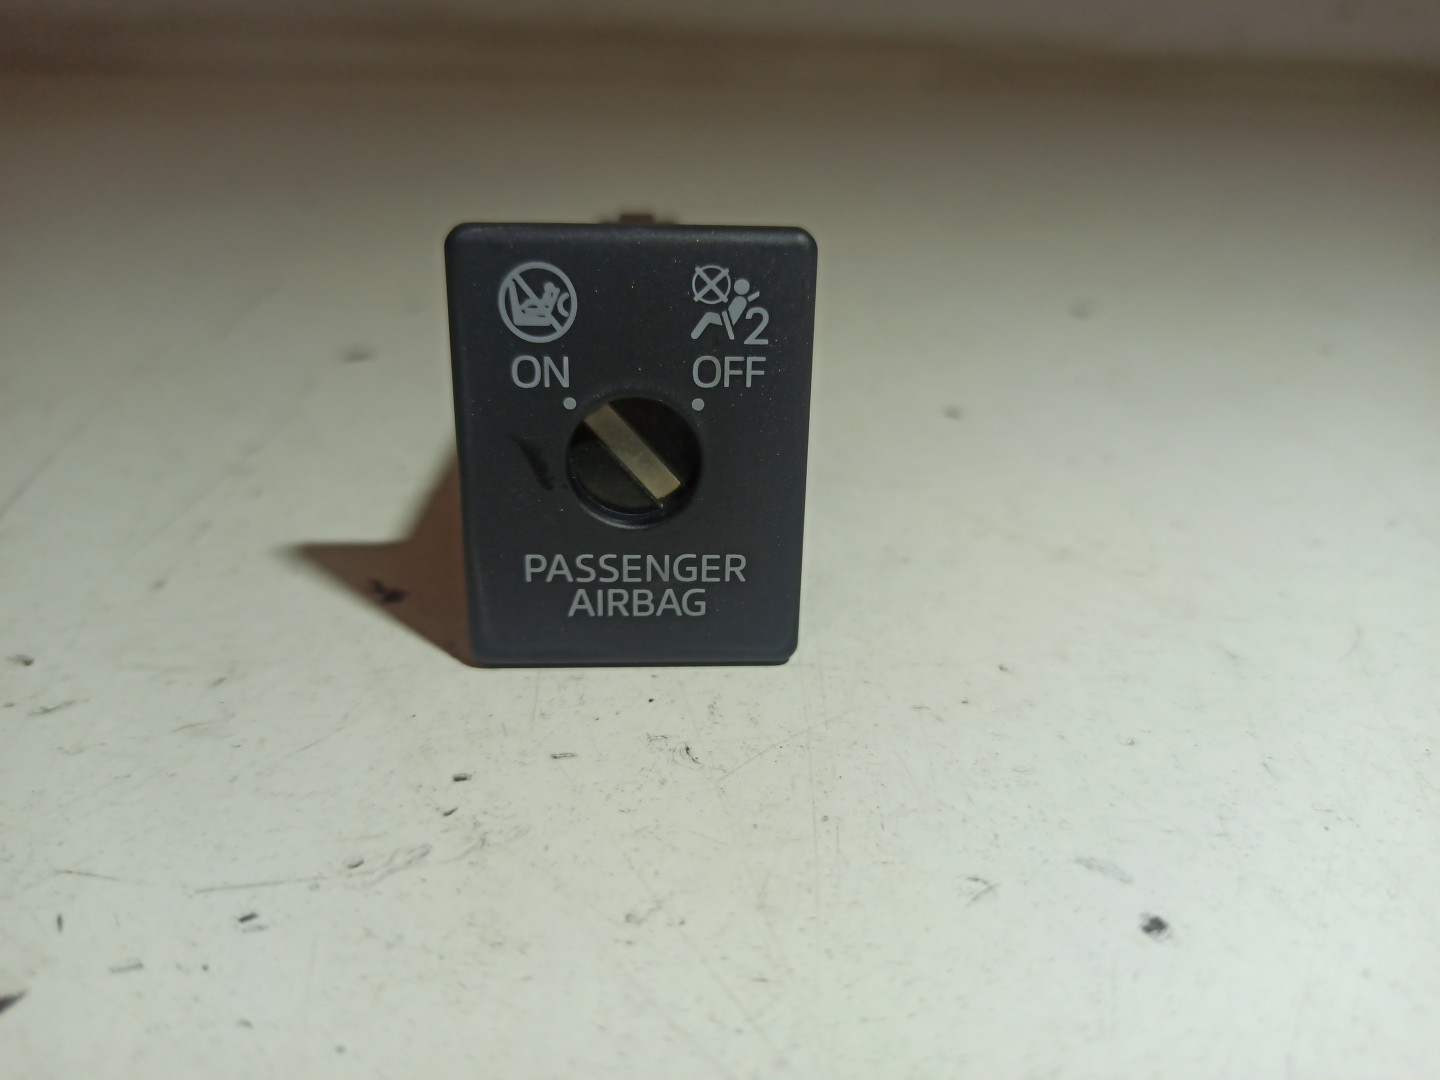 2
ON OFF
PASSENGER
AIRBAG